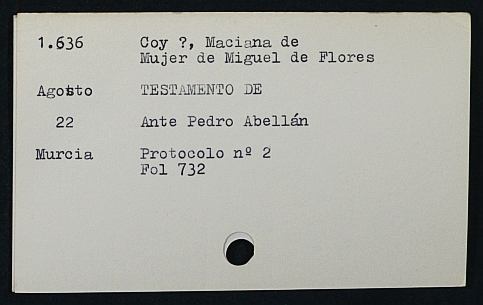 1.636 Coy ?, Maciana de
Mujer de Miguel de Flores
Agosto TESTAMENTO DE
22 Ante Pedro Abellán
Murcia Protocolo nº 2
Fol 732